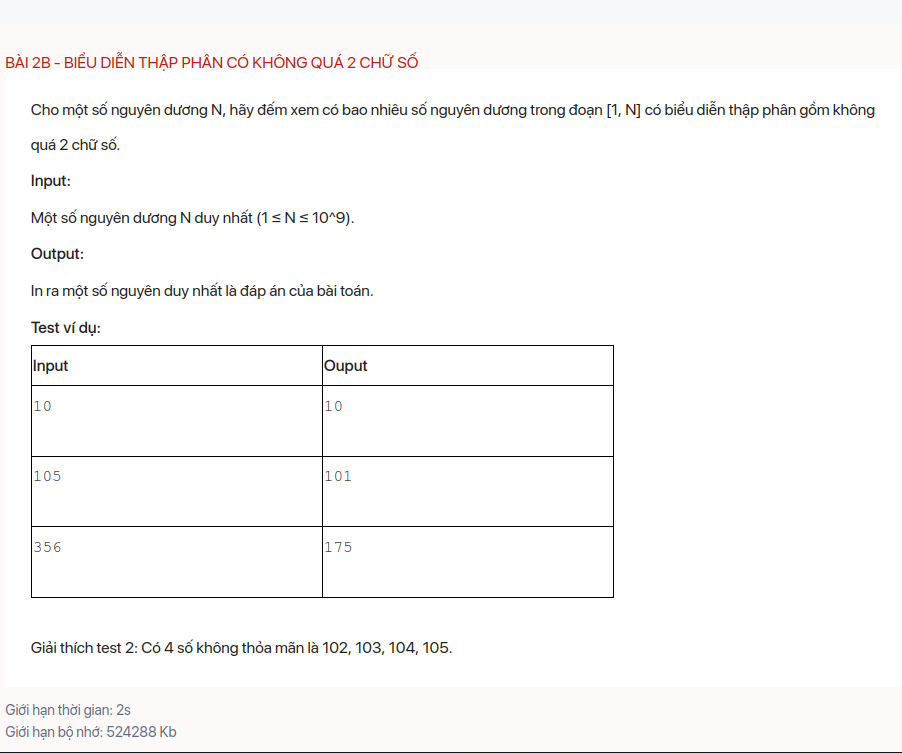 BÀI 2B - BIỂU DIỄN THẬP PHÂN CÓ KHÔNG QUÁ 2 CHỮ SỐ
Cho một số nguyên dương N, hãy đếm xem có bao nhiêu số nguyên dương trong đoạn [1, N] có biểu diễn thập phân gồm không
quá 2 chữ số.
Input:
Một số nguyên dương N duy nhất (1 ≤ N ≤ 10^9).
Output:
In ra một số nguyên duy nhất là đáp án của bài toán.
Test ví dụ:
Input Ouput
10 10
105 101
356 175
Giải thích test 2: Có 4 số không thỏa mãn là 102, 103, 104, 105.
Giới hạn thời gian: 2s
Giới hạn bộ nhớ: 524288 Kb